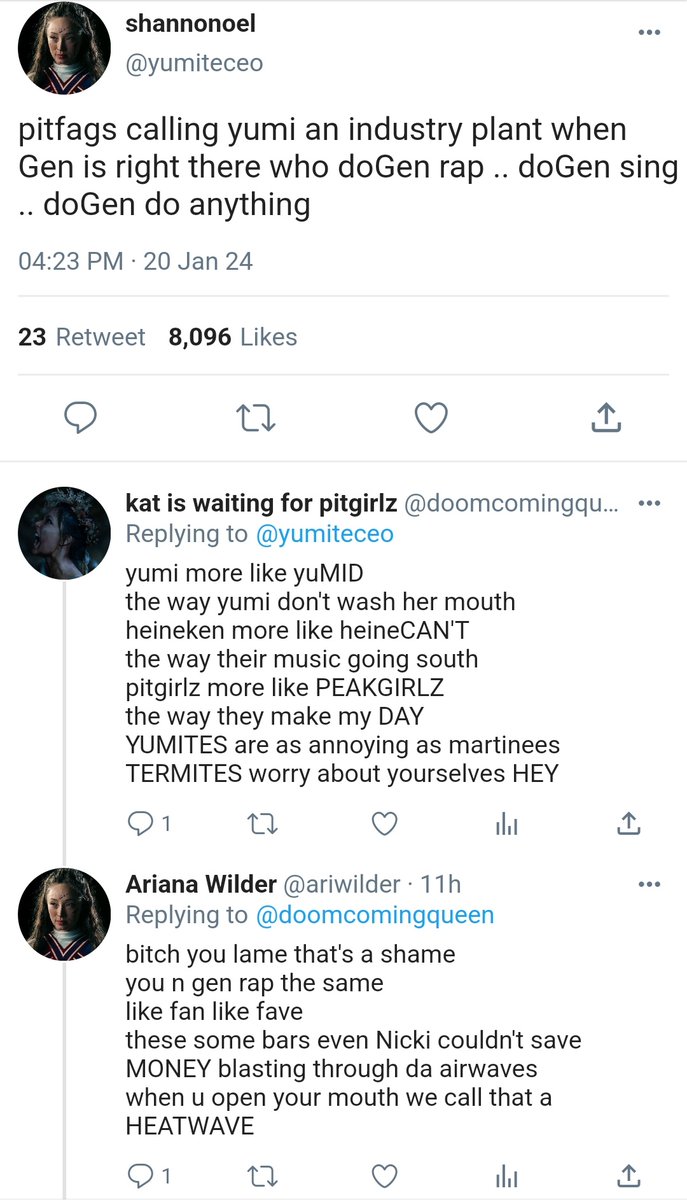 shannonoel
@yumiteceo
pitfags calling yumi an industry plant when
Gen is right there who doGen rap .. doGen sing
.. doGen do anything
04:23 PM · 20 Jan 24
23 Retweet 8,096 Likes
kat is waiting for pitgirlz @doomcomingqu...
Replying to @yumiteceo
yumi more like yuMID
the way yumi don't wash her mouth
heineken more like heineCAN'T
the way their music going south
pitgirlz more like PEAKGIRLZ
the way they make my DAY
YUMITES are as annoying as martinees
TERMITES worry about yourselves HEY
1
Ariana Wilder @ariwilder · 11h
Replying to @doomcomingqueen
bitch you lame that's a shame
you n gen rap the same
like fan like fave
these some bars even Nicki couldn't save
MONEY blasting through da airwaves
when u open your mouth we call that a
HEATWAVE
1